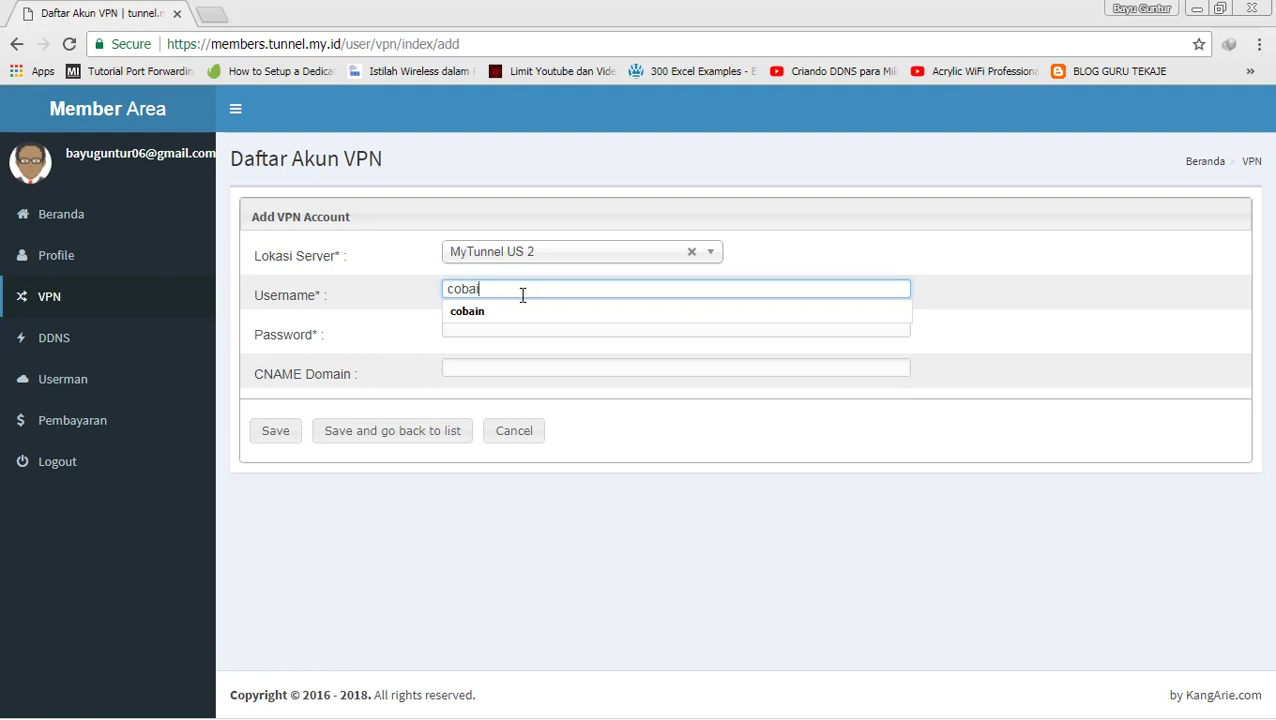 Daftar Akun VPN | tunnel.m
Bayu Guntur
Secure
https://members.tunnel.my.id/user/vpn/index/add
Apps
MI
Tutorial Port Forwardin
How to Setup a Dedica
Istilah Wireless dalam
Limit Youtube dan Vide
300 Excel Examples - E
Criando DDNS para Mik
Acrylic WiFi Professiona
BLOG GURU TEKAJE
Member Area
bayuguntur06@gmail.com
Beranda
Profile
VPN
DDNS
Userman
Pembayaran
Logout
Daftar Akun VPN
Beranda > VPN
Add VPN Account
Lokasi Server* :
MyTunnel US 2
Username* :
cobai
cobain
Password* :
CNAME Domain :
Save
Save and go back to list
Cancel
Copyright © 2016 - 2018. All rights reserved.
by KangArie.com